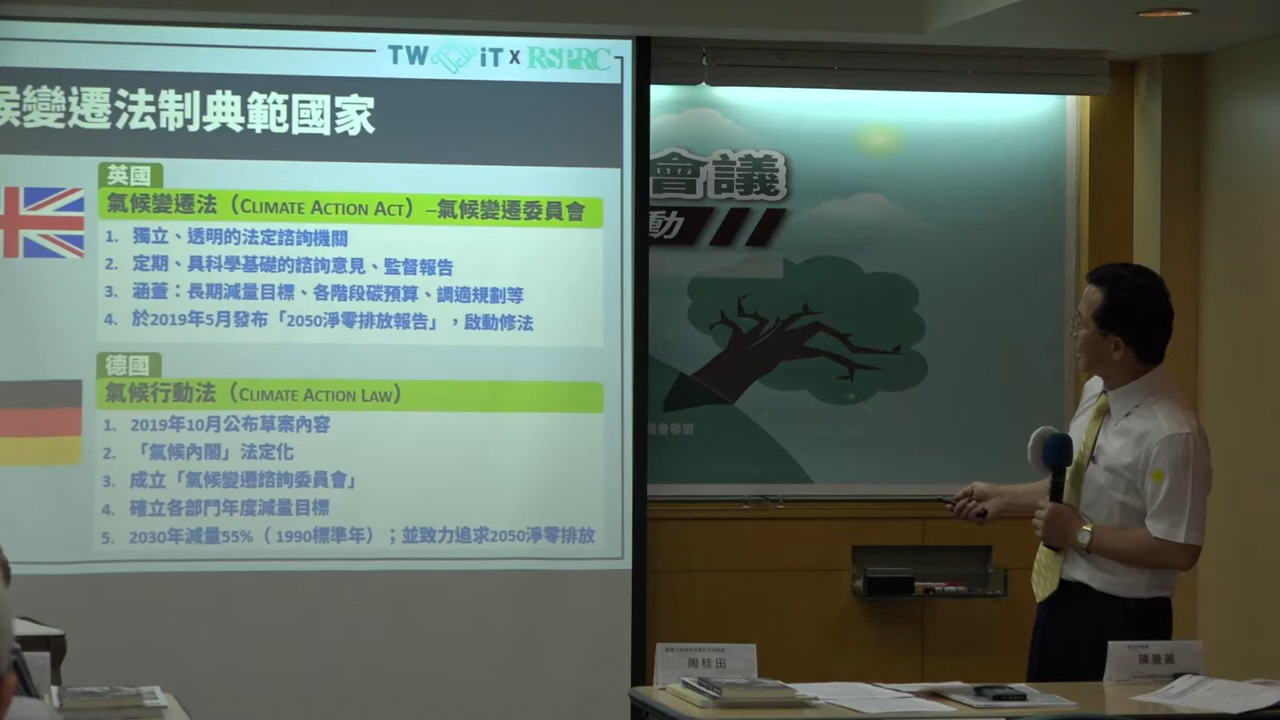 TW iT x RSPRC
候變遷法制典範國家
英國
氣候變遷法（CLIMATE ACTION ACT）–氣候變遷委員會
1. 獨立、透明的法定諮詢機關
2. 定期、具科學基礎的諮詢意見、監督報告
3. 涵蓋：長期減量目標、各階段碳預算、調適規劃等
4. 於2019年5月發布「2050淨零排放報告」，啟動修法
德國
氣候行動法（CLIMATE ACTION LAW）
1. 2019年10月公布草案內容
2. 「氣候內閣」法定化
3. 成立「氣候變遷諮詢委員會」
4. 確立各部門年度減量目標
5. 2030年減量55%（ 1990標準年）；並致力追求2050淨零排放
會議
動
會聯盟
周桂田
陳曼麗